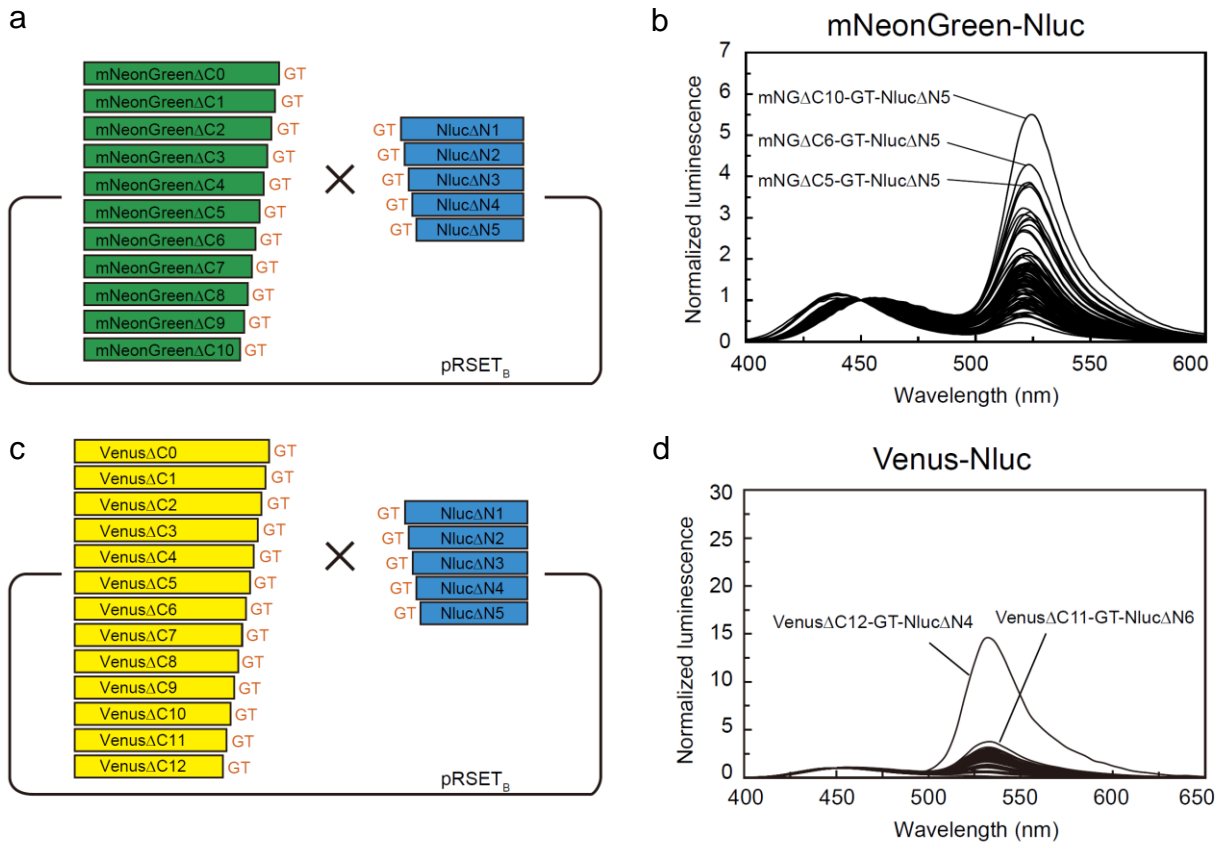 a
mNeonGreenΔC0 GT
mNeonGreenΔC1 GT
mNeonGreenΔC2 GT
mNeonGreenΔC3 GT
mNeonGreenΔC4 GT
mNeonGreenΔC5 GT
mNeonGreenΔC6 GT
mNeonGreenΔC7 GT
mNeonGreenΔC8 GT
mNeonGreenΔC9 GT
mNeonGreenΔC10 GT
×
GT NlucΔN1
GT NlucΔN2
GT NlucΔN3
GT NlucΔN4
GT NlucΔN5
pRSETB
b
mNeonGreen-Nluc
Normalized luminescence
7
6
5
4
3
2
1
0
mNGΔC10-GT-NlucΔN5
mNGΔC6-GT-NlucΔN5
mNGΔC5-GT-NlucΔN5
400 450 500 550 600
Wavelength (nm)
c
VenusΔC0 GT
VenusΔC1 GT
VenusΔC2 GT
VenusΔC3 GT
VenusΔC4 GT
VenusΔC5 GT
VenusΔC6 GT
VenusΔC7 GT
VenusΔC8 GT
VenusΔC9 GT
VenusΔC10 GT
VenusΔC11 GT
VenusΔC12 GT
×
GT NlucΔN1
GT NlucΔN2
GT NlucΔN3
GT NlucΔN4
GT NlucΔN5
pRSETB
d
Venus-Nluc
Normalized luminescence
30
25
20
15
10
5
0
VenusΔC12-GT-NlucΔN4
VenusΔC11-GT-NlucΔN6
400 450 500 550 600 650
Wavelength (nm)